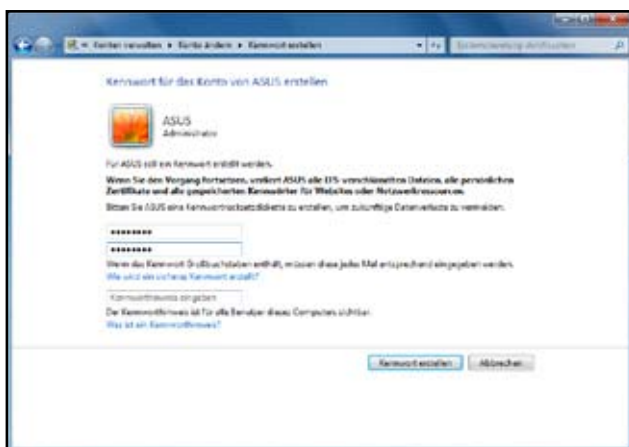 Konten verwalten ▸ Konto ändern ▸ Kennwort erstellen
Systemsteuerung durchsuchen
Kennwort für das Konto von ASUS erstellen
ASUS
Administrator
Für ASUS soll ein Kennwort erstellt werden.
Wenn Sie den Vorgang fortsetzen, verliert ASUS alle EFS-verschlüsselten Dateien, alle persönlichen
Zertifikate und alle gespeicherten Kennwörter für Websites oder Netzwerkressourcen.
Bitten Sie ASUS eine Kennwortrücksetzdiskette zu erstellen, um zukünftige Datenverluste zu vermeiden.
••••••••
••••••••
Wenn das Kennwort Großbuchstaben enthält, müssen diese jedes Mal entsprechend eingegeben werden.
Wie wird ein sicheres Kennwort erstellt?
Kennworthinweis eingeben
Der Kennworthinweis ist für alle Benutzer dieses Computers sichtbar.
Was ist ein Kennworthinweis?
Kennwort erstellen
Abbrechen